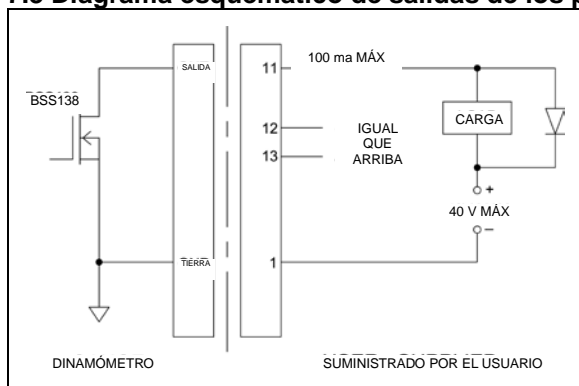 SALIDA
11
100 ma MÁX
BSS138
12
13
IGUAL
QUE
ARRIBA
CARGA
+
40 V MÁX
–
TIERRA
1
DINAMÓMETRO
SUMINISTRADO POR EL USUARIO